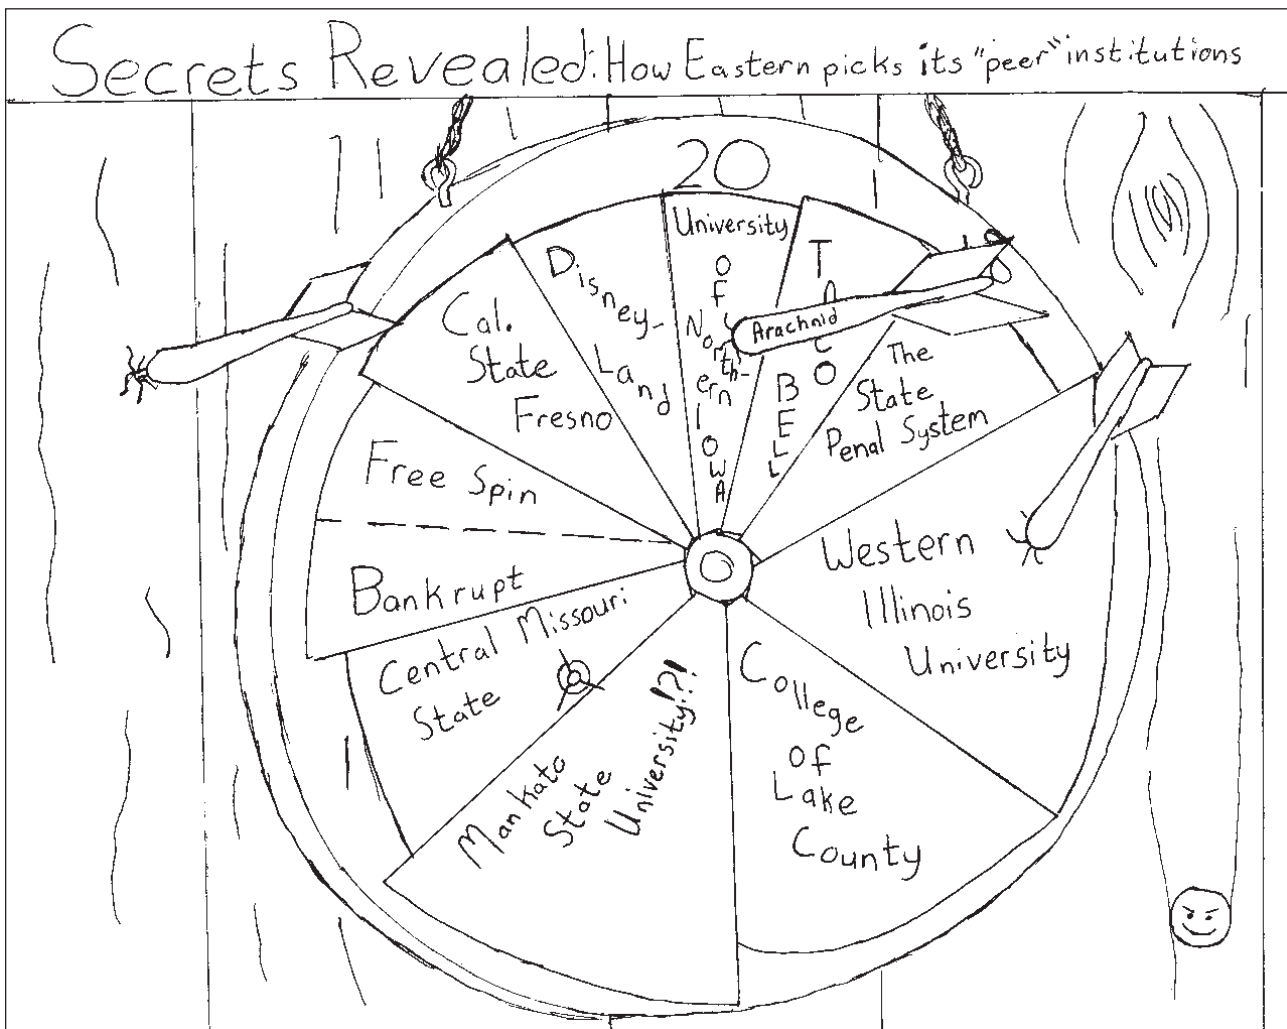 Secrets Revealed: How Eastern picks its "peer" institutions
20
Cal.
State
Fresno
Disney-
Land
University
Of
North-
ern
Iowa
Taco
Bell
Arachnid
The
State
Penal System
Free Spin
Bankrupt
Central Missouri
State
Mankato
State
University!?!
College
Of
Lake
County
Western
Illinois
University